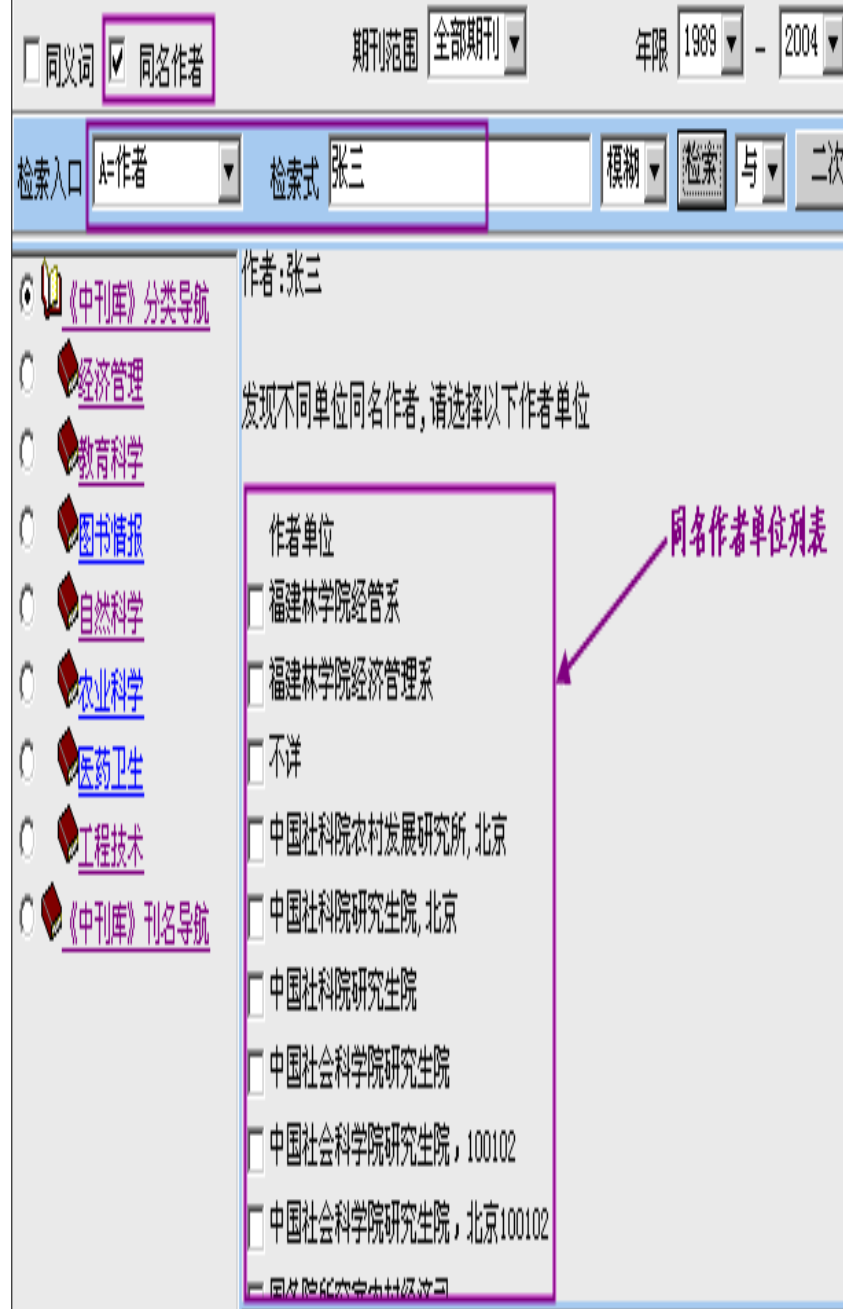 同义词 同名作者 期刊范围 全部期刊 年限 1989 - 2004
检索入口 A=作者 检索式 张三 模糊 检索 与 二次
《中刊库》分类导航
经济管理
教育科学
图书情报
自然科学
农业科学
医药卫生
工程技术
《中刊库》刊名导航
作者:张三
发现不同单位同名作者,请选择以下作者单位
同名作者单位列表
作者单位
福建林学院经管系
福建林学院经济管理系
不详
中国社科院农村发展研究所,北京
中国社科院研究生院,北京
中国社科院研究生院
中国社会科学院研究生院
中国社会科学院研究生院，100102
中国社会科学院研究生院，北京100102